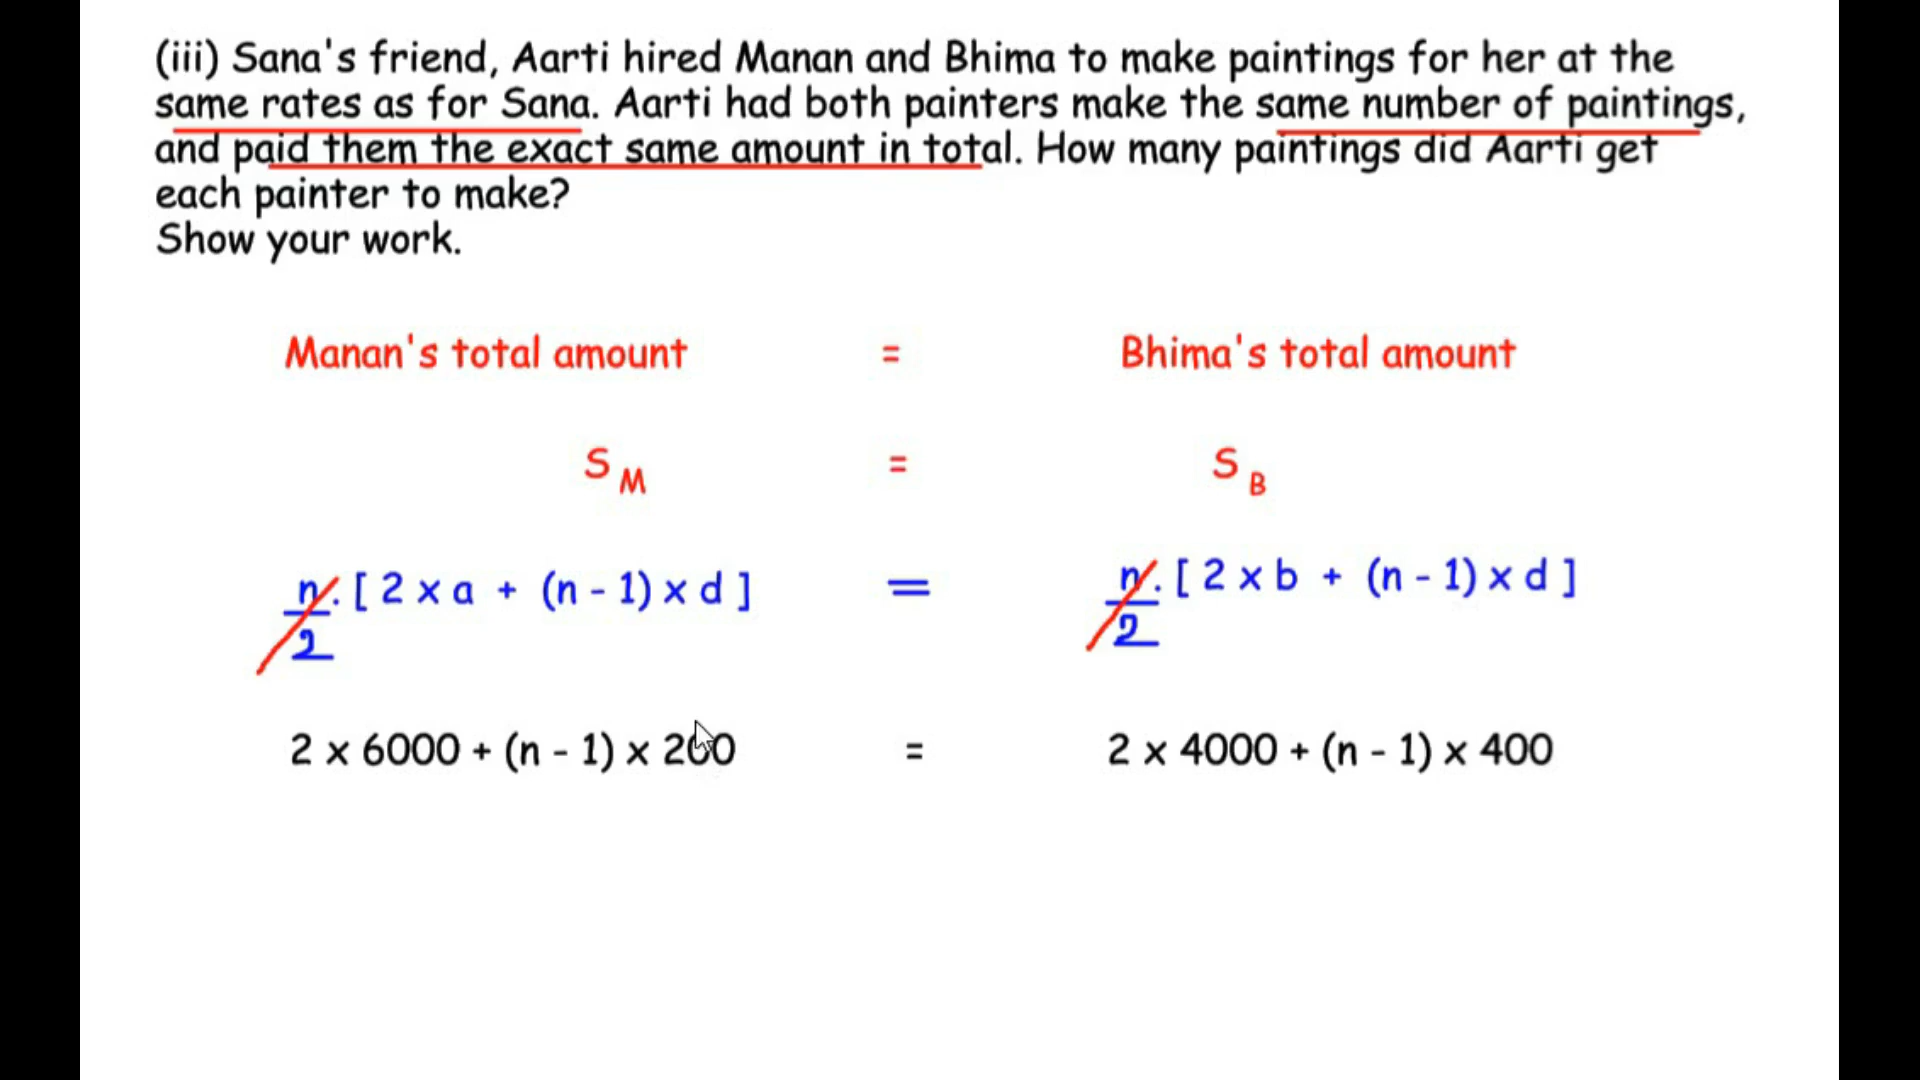 (iii) Sana's friend, Aarti hired Manan and Bhima to make paintings for her at the
same rates as for Sana. Aarti had both painters make the same number of paintings,
and paid them the exact same amount in total. How many paintings did Aarti get
each painter to make?
Show your work.
Manan's total amount = Bhima's total amount
S M = S B
n/2 . [ 2 x a + (n - 1) x d ] = n/2 . [ 2 x b + (n - 1) x d ]
2 x 6000 + (n - 1) x 200 = 2 x 4000 + (n - 1) x 400